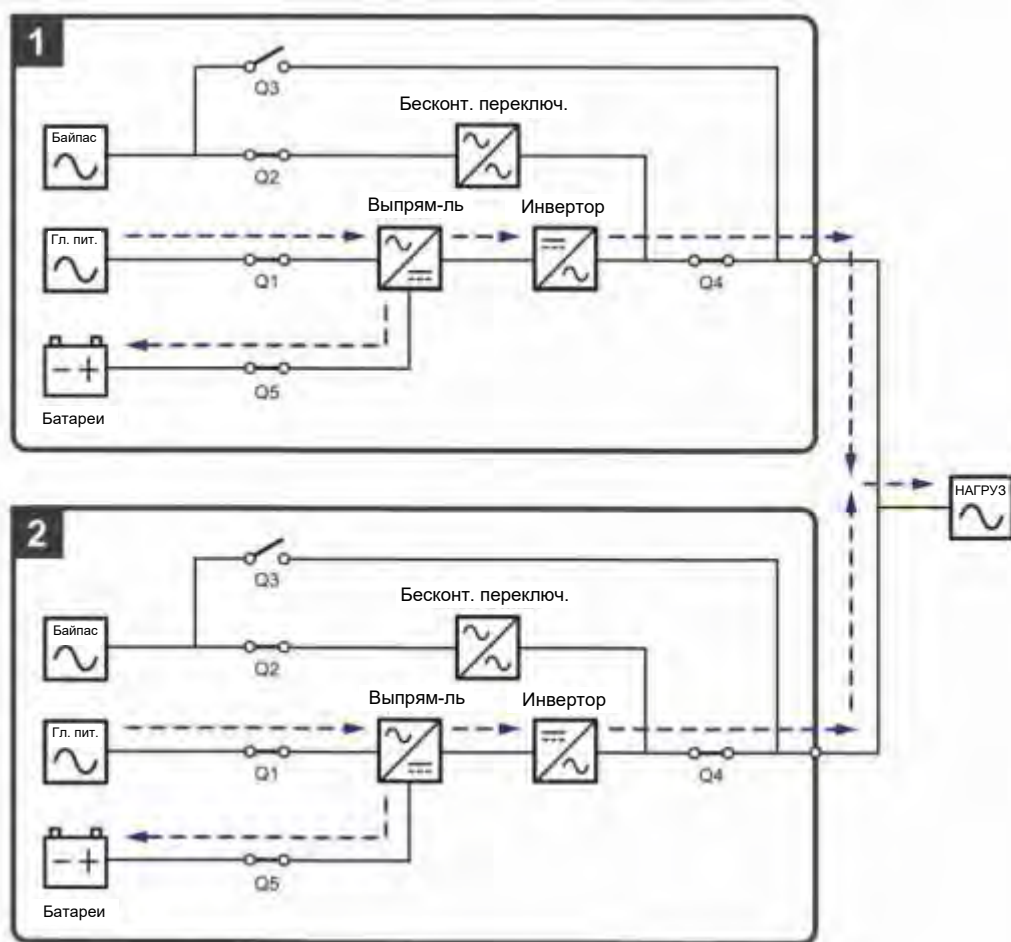 1
Q3
Бесконт. переключ.
Байпас
Q2
Выпрям-ль
Инвертор
Гл. пит.
Q1
Q4
Q5
Батареи
НАГРУЗ
2
Q3
Бесконт. переключ.
Байпас
Q2
Выпрям-ль
Инвертор
Гл. пит.
Q1
Q4
Q5
Батареи